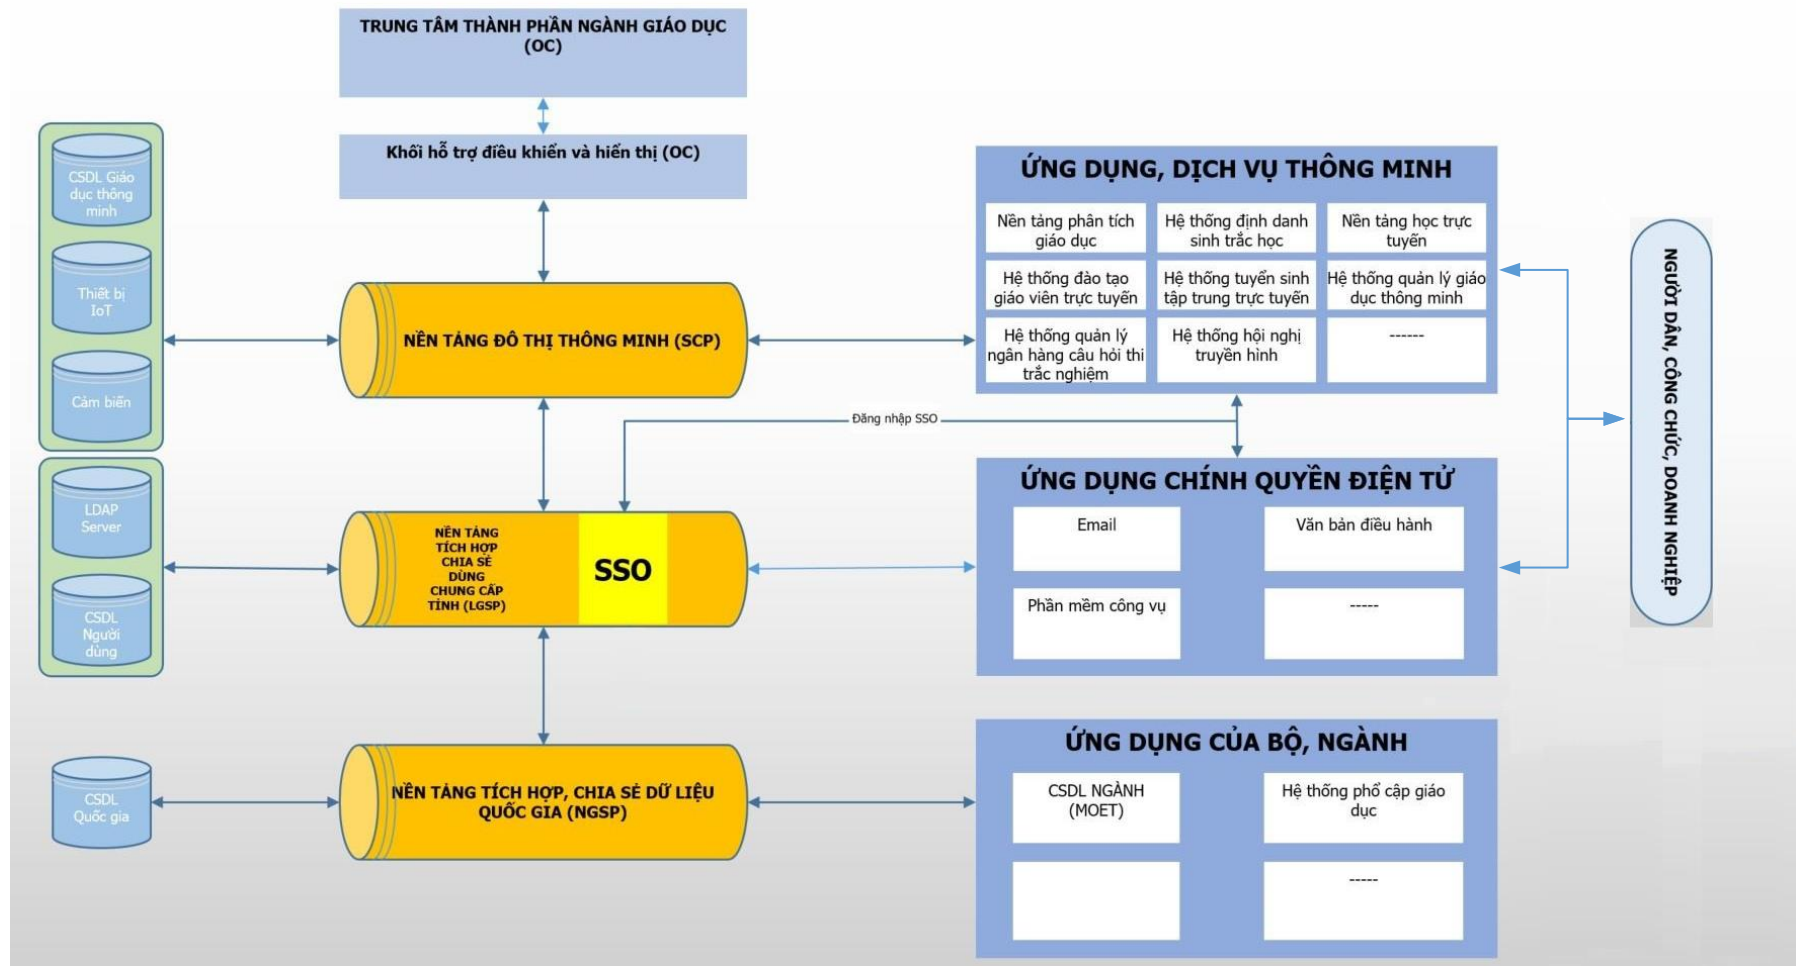 TRUNG TÂM THÀNH PHẦN NGÀNH GIÁO DỤC
(OC)
Khối hỗ trợ điều khiển và hiển thị (OC)
CSDL Giáo
dục thông
minh
Thiết bị
IoT
Cảm biến
NỀN TẢNG ĐÔ THỊ THÔNG MINH (SCP)
ỨNG DỤNG, DỊCH VỤ THÔNG MINH
Nền tảng phân tích
giáo dục
Hệ thống định danh
sinh trắc học
Nền tảng học trực
tuyến
Hệ thống đào tạo
giáo viên trực tuyến
Hệ thống tuyển sinh
tập trung trực tuyến
Hệ thống quản lý giáo
dục thông minh
Hệ thống quản lý
ngân hàng câu hỏi thi
trắc nghiệm
Hệ thống hội nghị
truyền hình
------
NGƯỜI DÂN, CÔNG CHỨC, DOANH NGHIỆP
Đăng nhập SSO
LDAP
Server
CSDL
Người
dùng
NỀN TẢNG
TÍCH HỢP
CHIA SẺ
DÙNG
CHUNG CẤP
TỈNH (LGSP)
SSO
ỨNG DỤNG CHÍNH QUYỀN ĐIỆN TỬ
Email
Văn bản điều hành
Phần mềm công vụ
-----
CSDL
Quốc gia
NỀN TẢNG TÍCH HỢP, CHIA SẺ DỮ LIỆU
QUỐC GIA (NGSP)
ỨNG DỤNG CỦA BỘ, NGÀNH
CSDL NGÀNH
(MOET)
Hệ thống phổ cập giáo
dục
-----